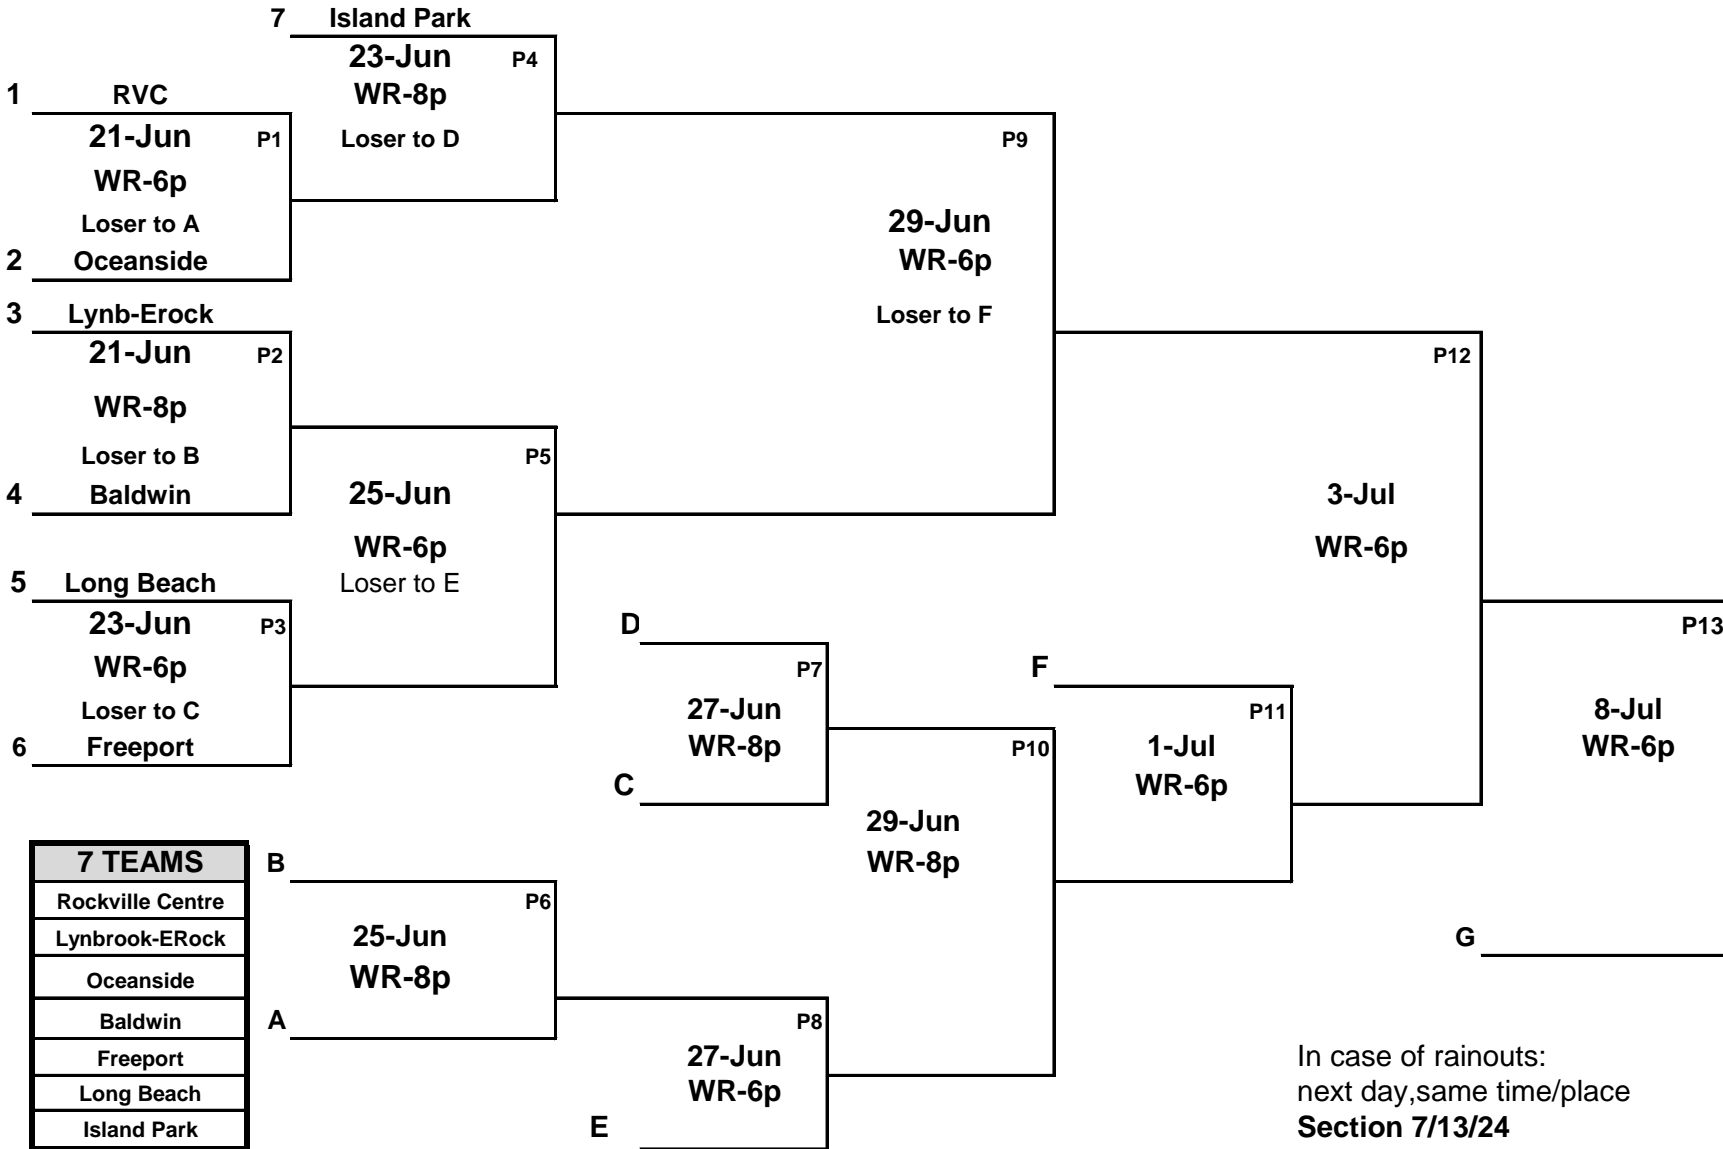 7 Island Park
23-Jun P4
WR-8p
Loser to D
1 RVC
21-Jun P1
WR-6p
Loser to A
2 Oceanside
3 Lynb-Erock
21-Jun P2
WR-8p
Loser to B
4 Baldwin
P5
25-Jun
WR-6p
Loser to E
5 Long Beach
23-Jun P3
WR-6p
Loser to C
6 Freeport
P9
29-Jun
WR-6p
Loser to F
P12
3-Jul
WR-6p
P13
8-Jul
WR-6p
D
P7
27-Jun
WR-8p
C
F
P11
1-Jul
WR-6p
P10
29-Jun
WR-8p
B
P6
25-Jun
WR-8p
A
P8
27-Jun
WR-6p
E
G
7 TEAMS
Rockville Centre
Lynbrook-ERock
Oceanside
Baldwin
Freeport
Long Beach
Island Park
In case of rainouts:
next day,same time/place
Section 7/13/24